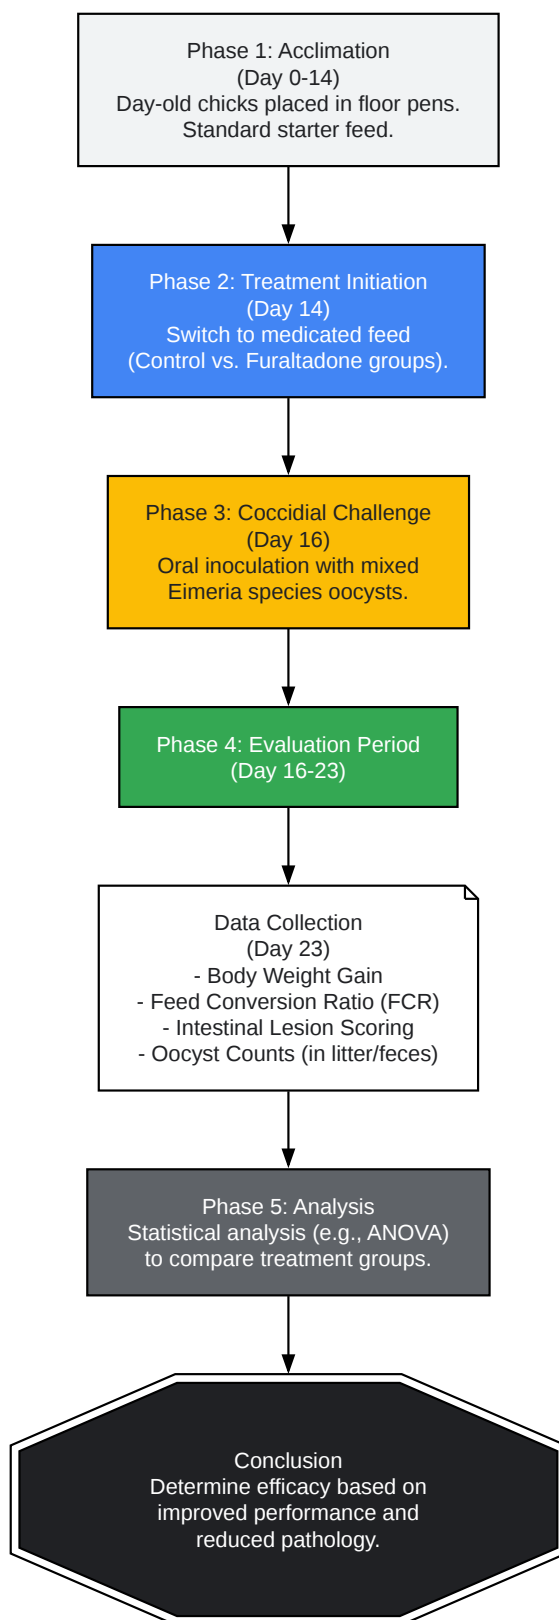 Phase 1: Acclimation
(Day 0-14)
Day-old chicks placed in floor pens.
Standard starter feed.
Phase 2: Treatment Initiation
(Day 14)
Switch to medicated feed
(Control vs. Furaltadone groups).
Phase 3: Coccidial Challenge
(Day 16)
Oral inoculation with mixed
Eimeria species oocysts.
Phase 4: Evaluation Period
(Day 16-23)
Data Collection
(Day 23)
- Body Weight Gain
- Feed Conversion Ratio (FCR)
- Intestinal Lesion Scoring
- Oocyst Counts (in litter/feces)
Phase 5: Analysis
Statistical analysis (e.g., ANOVA)
to compare treatment groups.
Conclusion
Determine efficacy based on
improved performance and
reduced pathology.